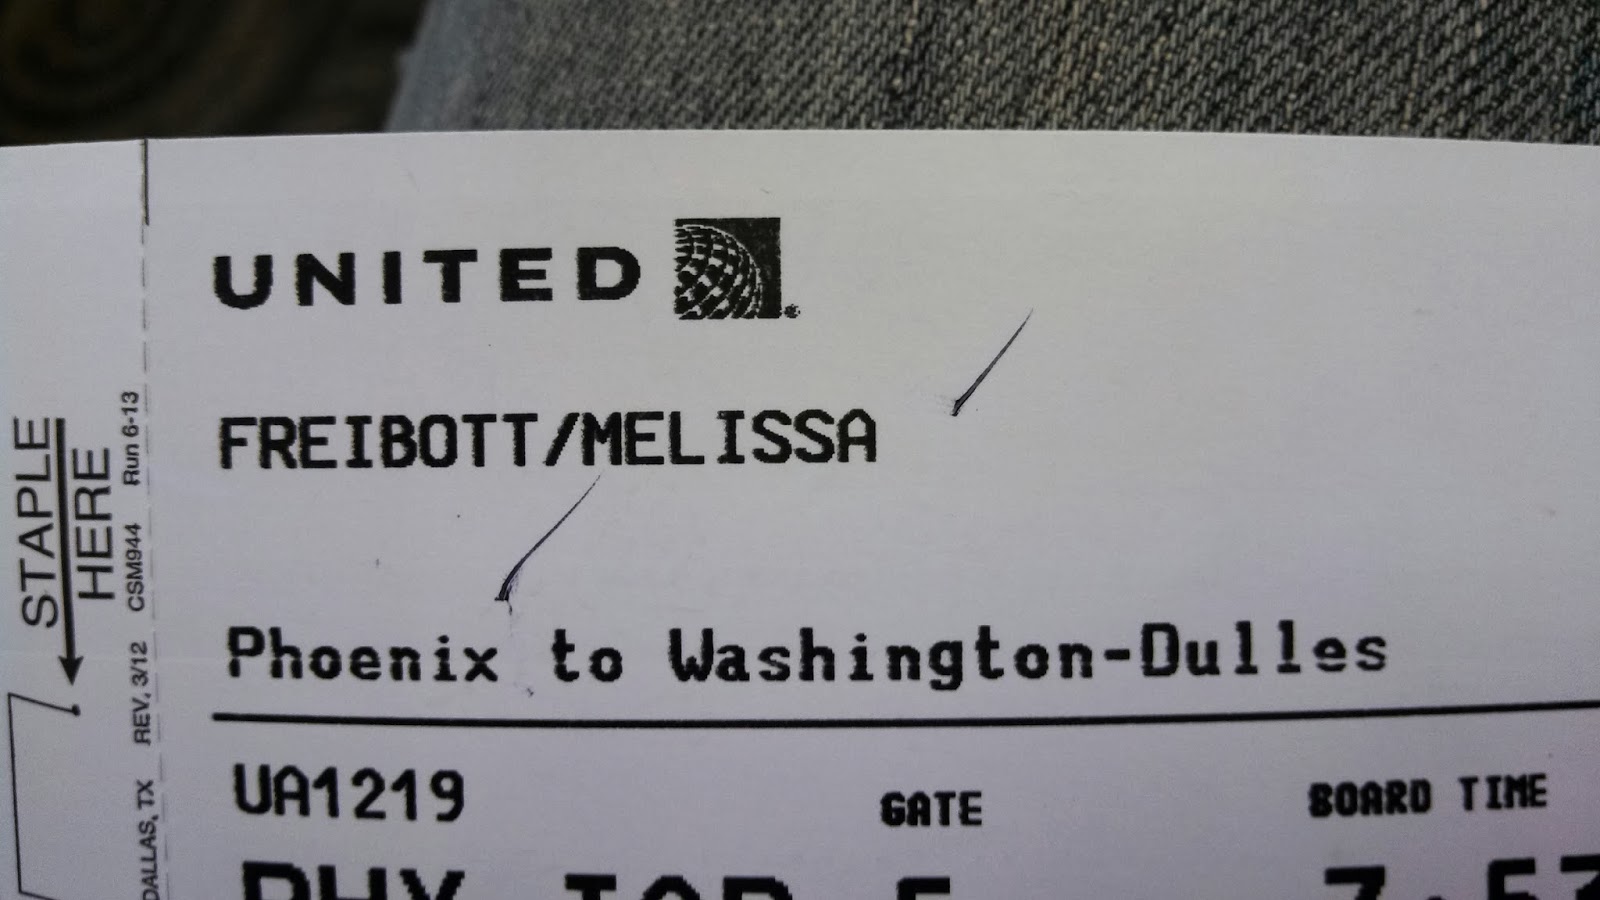 UNITED
FREIBOTT/MELISSA
Phoenix to Washington-Dulles
UA1219 GATE BOARD TIME
STAPLE
HERE
DALLAS, TX REV. 3/12 CSM944 Run 6-13